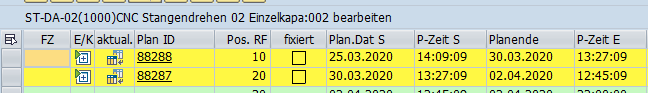 ST-DA-02(1000)CNC Stangendrehen 02 Einzelkapa:002 bearbeiten
FZ E/K aktual. Plan ID Pos. RF fixiert Plan.Dat S P-Zeit S Planende P-Zeit E
88288 10 25.03.2020 14:09:09 30.03.2020 13:27:09
88287 20 30.03.2020 13:27:09 02.04.2020 12:45:09